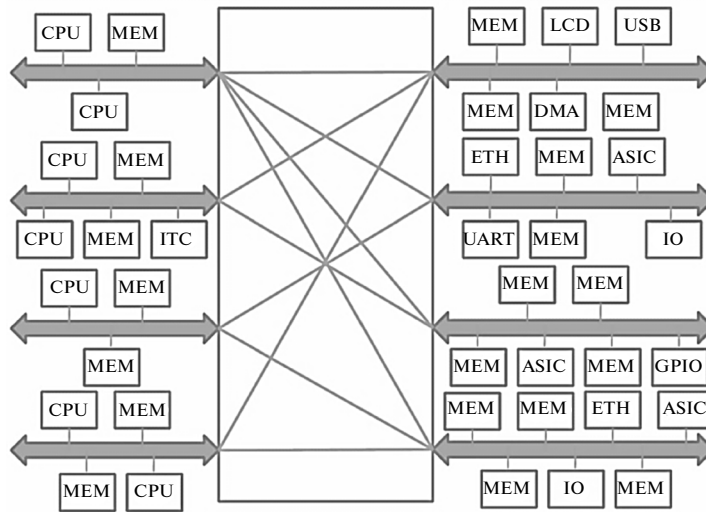 CPU MEM
CPU
CPU MEM
CPU MEM ITC
CPU MEM
MEM
CPU MEM
MEM CPU
MEM LCD USB
MEM DMA MEM
ETH MEM ASIC
UART MEM IO
MEM MEM
MEM ASIC MEM GPIO
MEM MEM ETH ASIC
MEM IO MEM